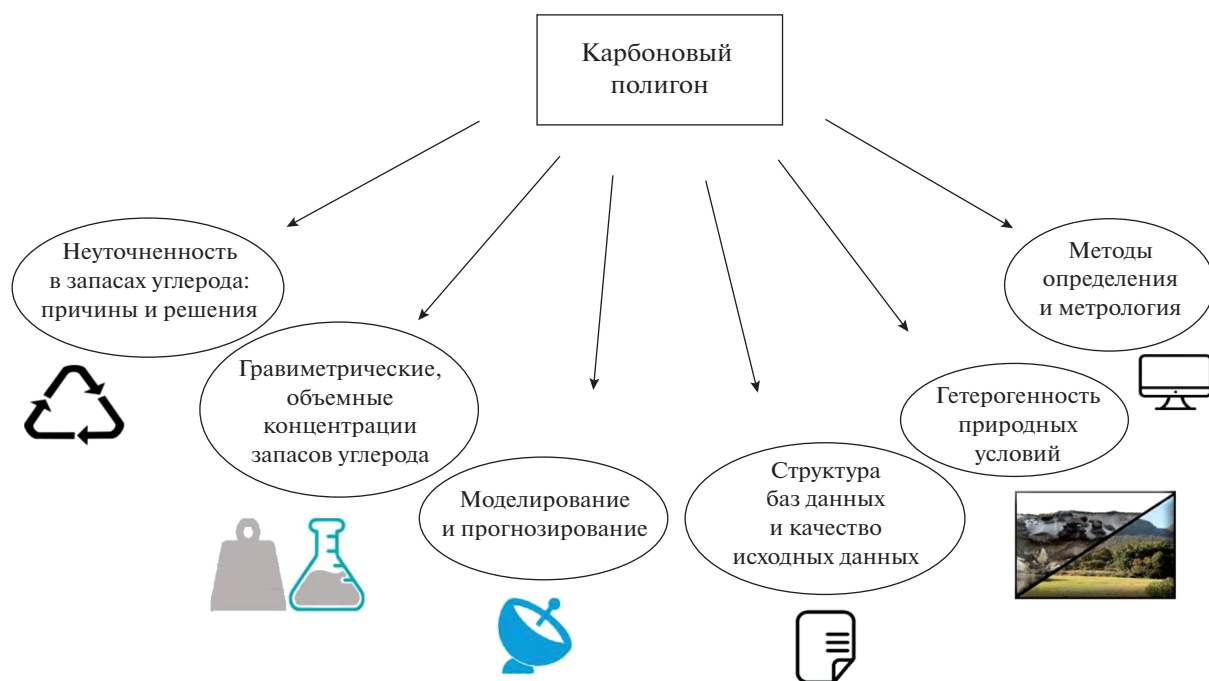 Карбоновый
полигон
Неуточненность
в запасах углерода:
причины и решения
Гравиметрические,
объемные
концентрации
запасов углерода
Моделирование
и прогнозирование
Структура
баз данных
и качество
исходных данных
Гетерогенность
природных
условий
Методы
определения
и метрология